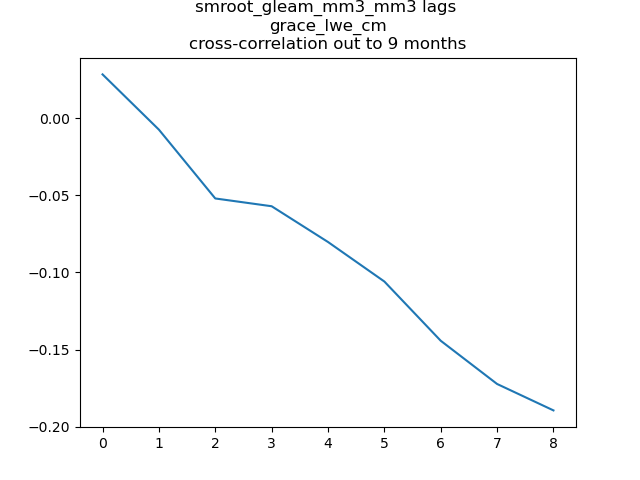 smroot_gleam_mm3_mm3 lags
grace_lwe_cm
cross-correlation out to 9 months
0.00
−0.05
−0.10
−0.15
−0.20
0 1 2 3 4 5 6 7 8